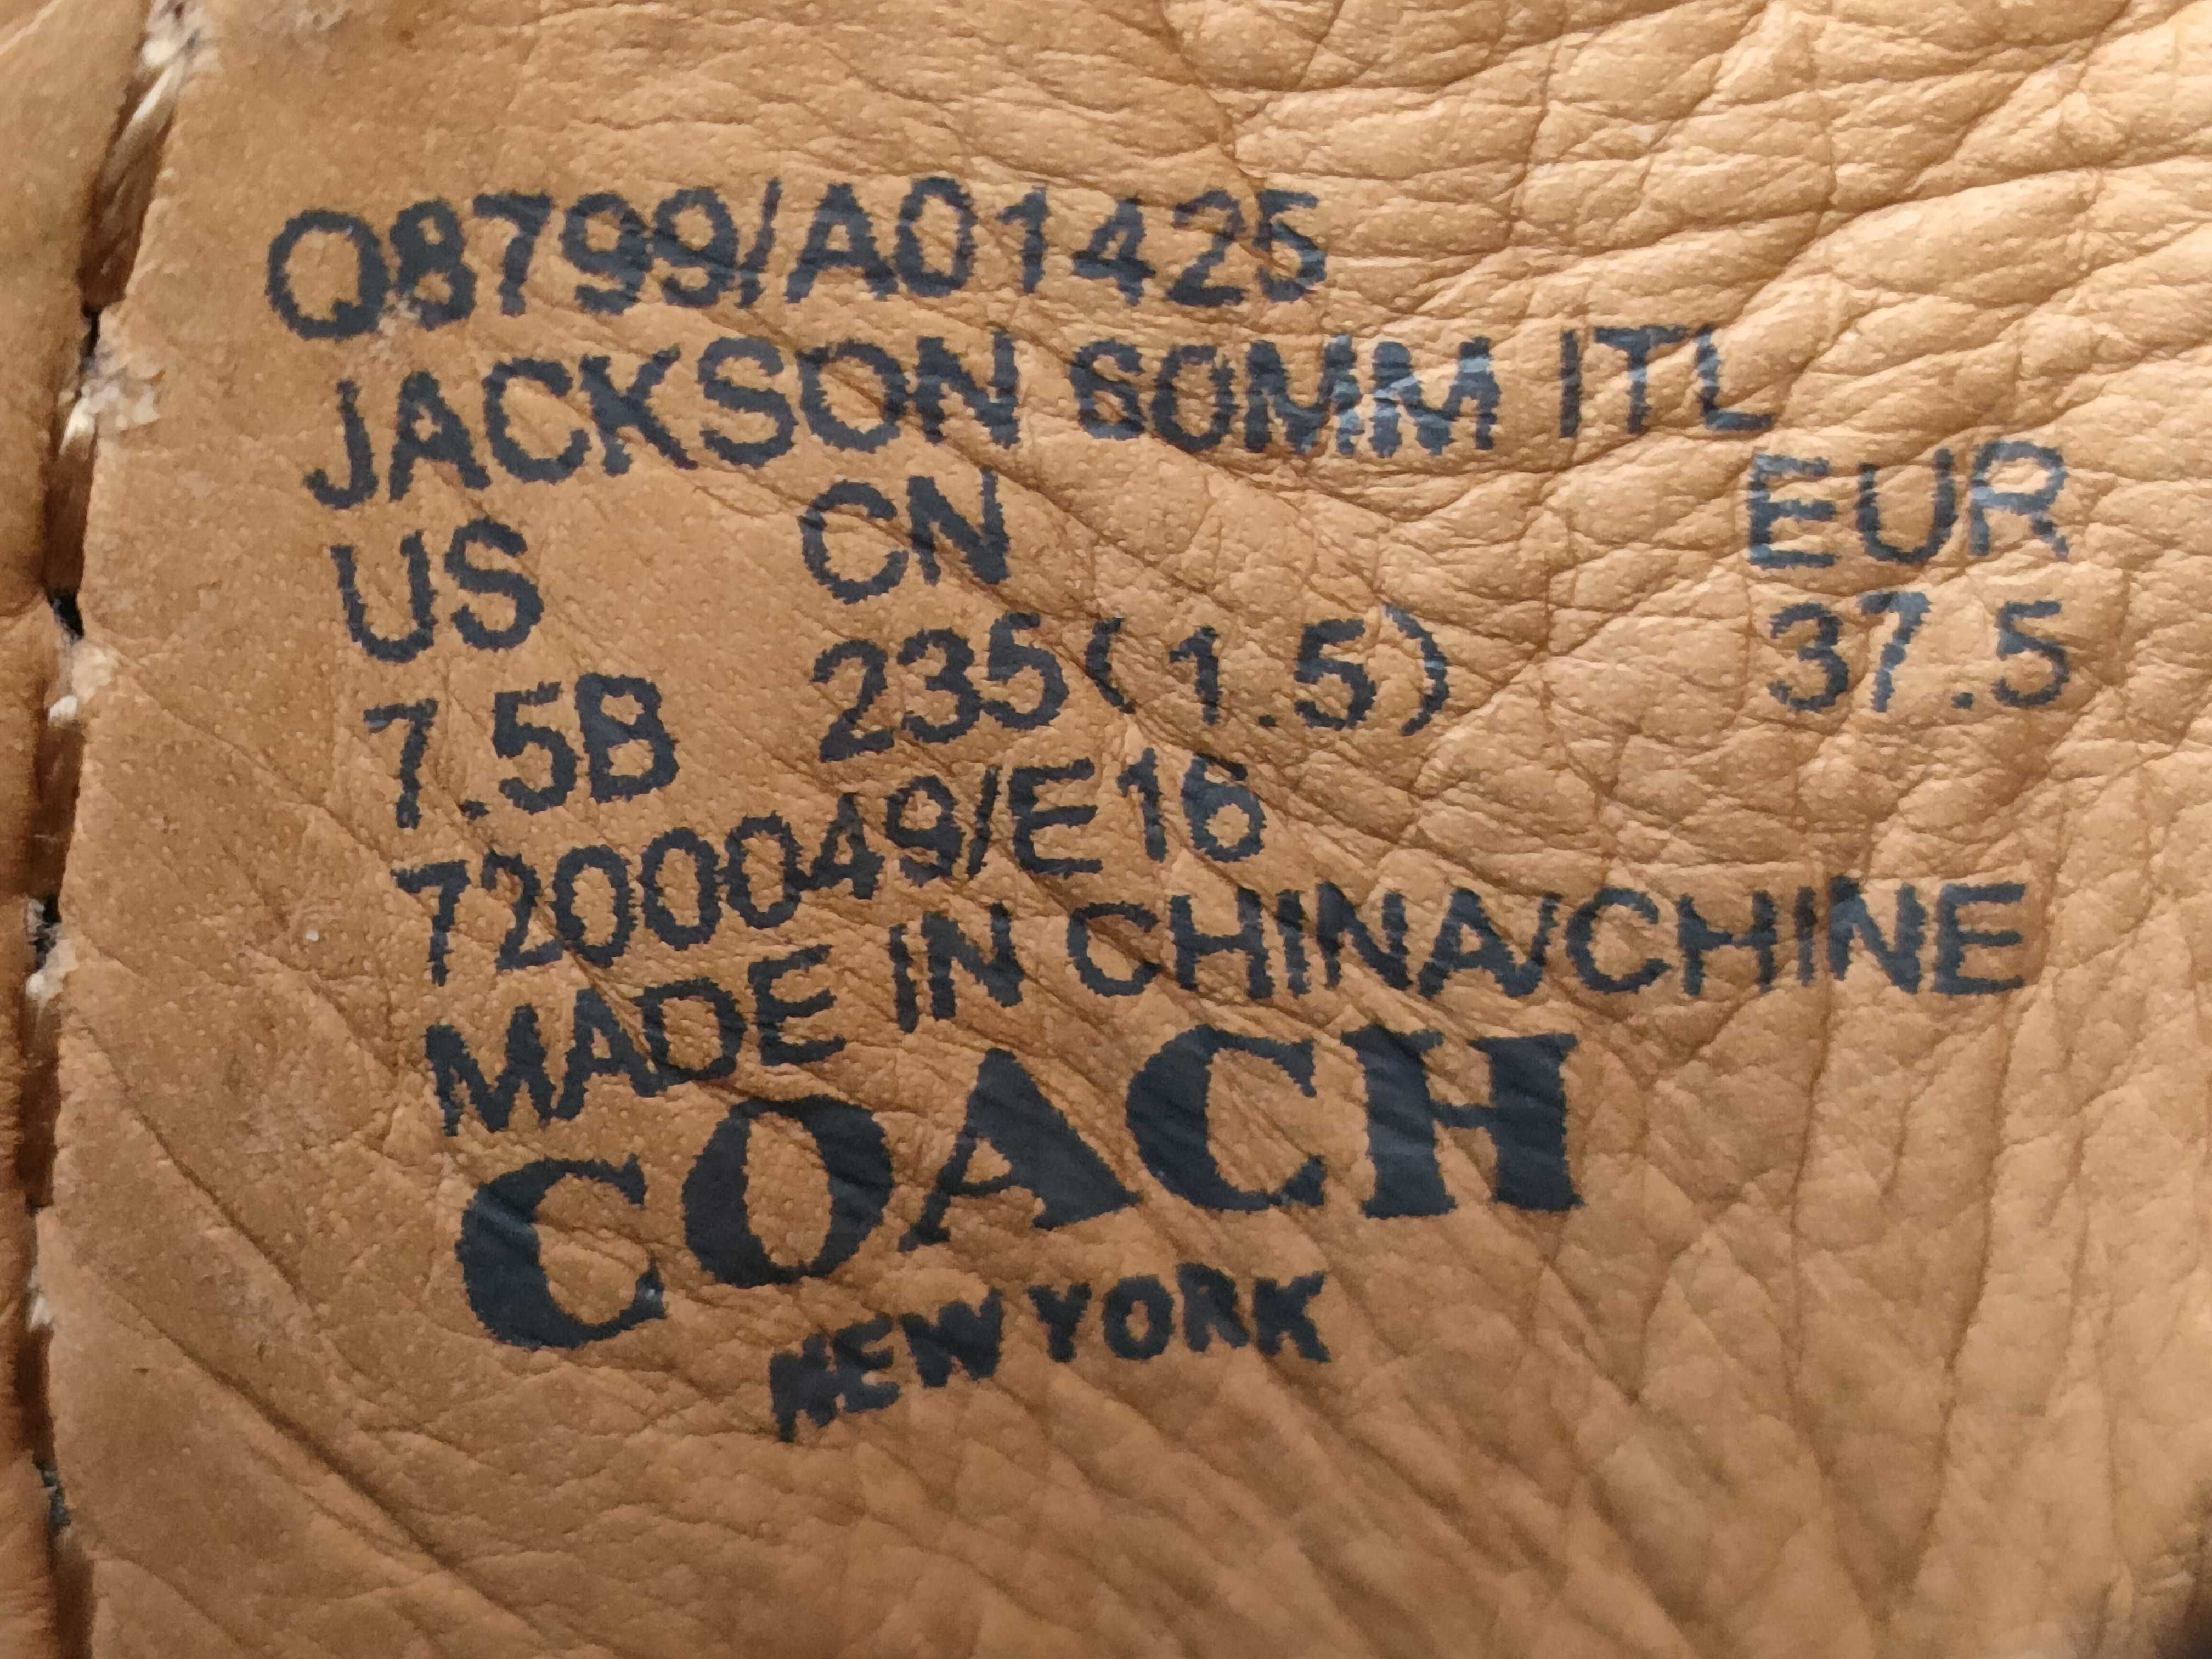 Q8799/A01425
JACKSON 60MM ITL
US CN EUR
7.5B 235(1.5) 37.5
7200049/E16
MADE IN CHINA/CHINE
COACH
NEW YORK